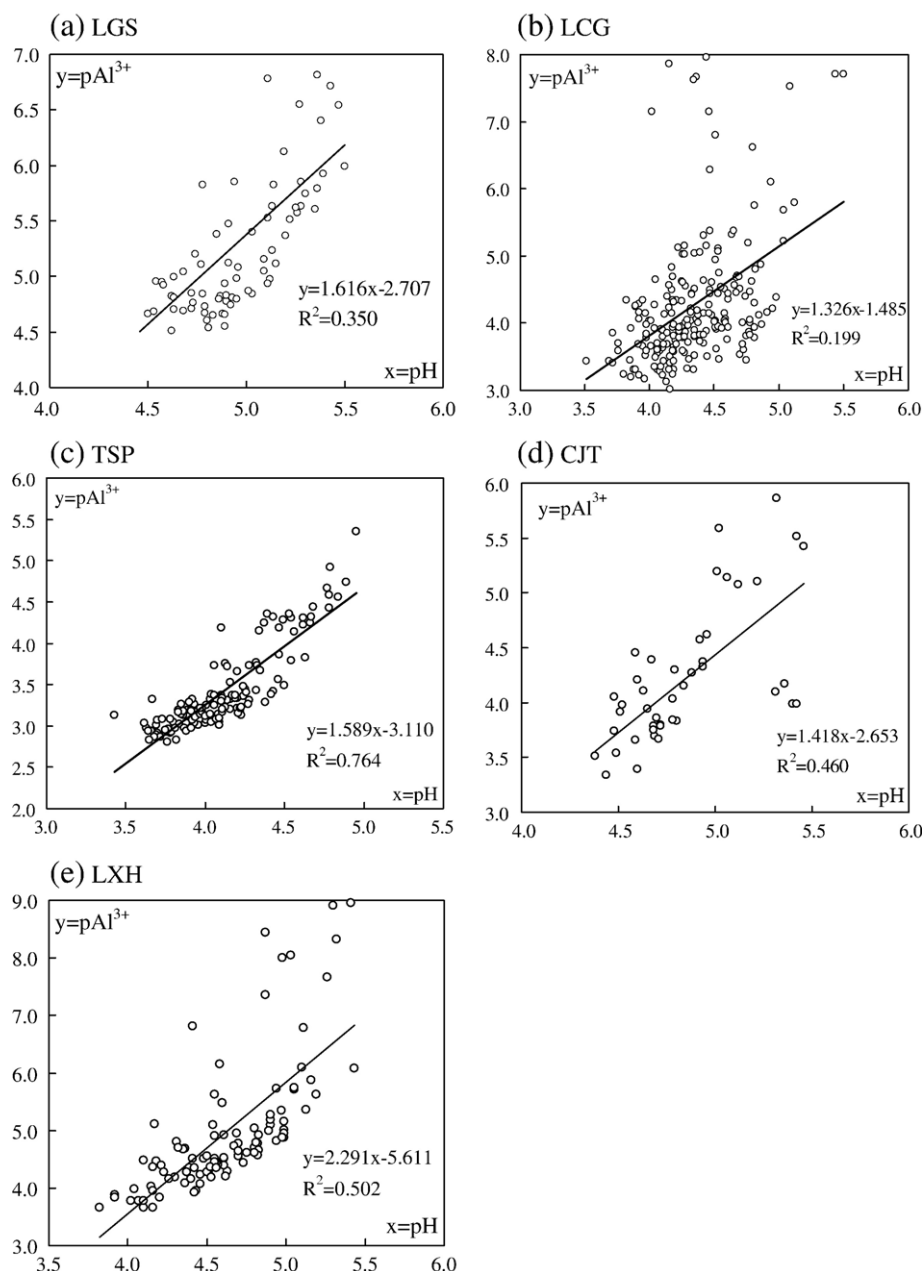 (a) LGS
7.0
y=pAl³⁺
6.5
6.0
5.5
5.0
y=1.616x-2.707
4.5
R²=0.350
4.0
x=pH
4.0 4.5 5.0 5.5 6.0
(b) LCG
8.0
y=pAl³⁺
7.0
6.0
5.0
y=1.326x-1.485
4.0
R²=0.199
3.0
x=pH
3.0 3.5 4.0 4.5 5.0 5.5 6.0
(c) TSP
6.0
y=pAl³⁺
5.5
5.0
4.5
4.0
3.5
3.0
y=1.589x-3.110
2.5
R²=0.764
2.0
x=pH
3.0 3.5 4.0 4.5 5.0 5.5
(d) CJT
6.0
y=pAl³⁺
5.5
5.0
4.5
4.0
3.5
y=1.418x-2.653
R²=0.460
3.0
x=pH
4.0 4.5 5.0 5.5 6.0
(e) LXH
9.0
y=pAl³⁺
8.0
7.0
6.0
5.0
y=2.291x-5.611
4.0
R²=0.502
3.0
x=pH
3.5 4.0 4.5 5.0 5.5 6.0